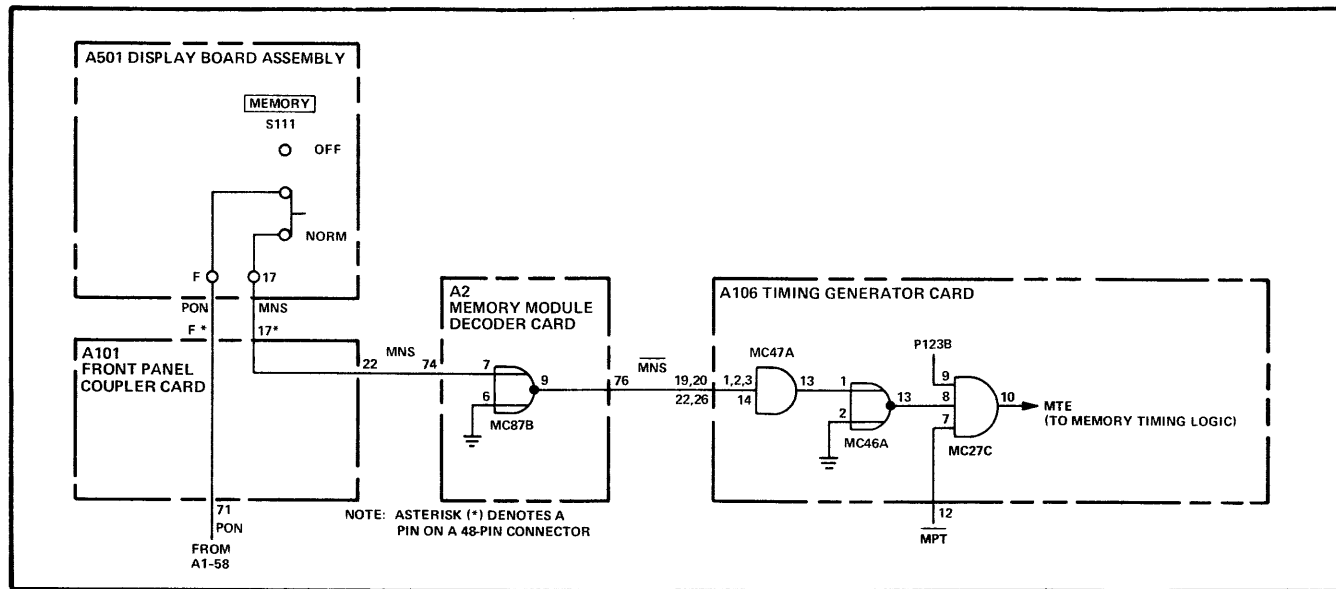 A501 DISPLAY BOARD ASSEMBLY
MEMORY
S111
OFF
NORM
F
17
PON
MNS
F *
17*
A101
FRONT PANEL
COUPLER CARD
22
MNS
74
71
PON
FROM
A1-58
A2
MEMORY MODULE
DECODER CARD
7
6
9
MC87B
76
MNS
19,20
22,26
NOTE: ASTERISK (*) DENOTES A
PIN ON A 48-PIN CONNECTOR
A106 TIMING GENERATOR CARD
1,2,3
14
MC47A
13
1
2
13
MC46A
P123B
9
8
7
10
MC27C
MTE
(TO MEMORY TIMING LOGIC)
12
MPT